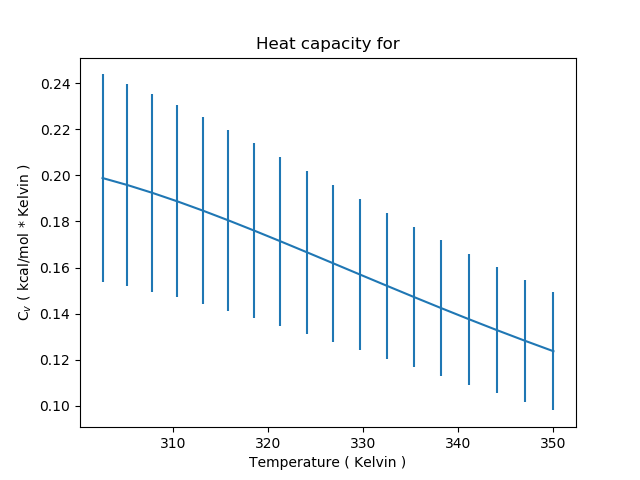 Heat capacity for
0.24
0.22
0.20
0.18
0.16
0.14
0.12
0.10
C_v ( kcal/mol * Kelvin )
310 320 330 340 350
Temperature ( Kelvin )